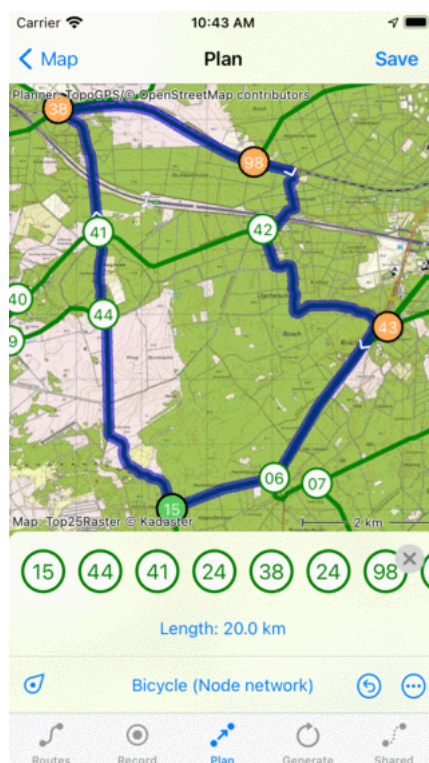 Carrier 10:43 AM
Map Plan Save
Planner: TopoGPS/© OpenStreetMap contributors
38
98
41
42
40
44
9
43
06
07
15
Map: Top25Raster © Kadaster
2 km
15 44 41 24 38 24 98
Length: 20.0 km
Bicycle (Node network)
Routes Record Plan Generate Shared